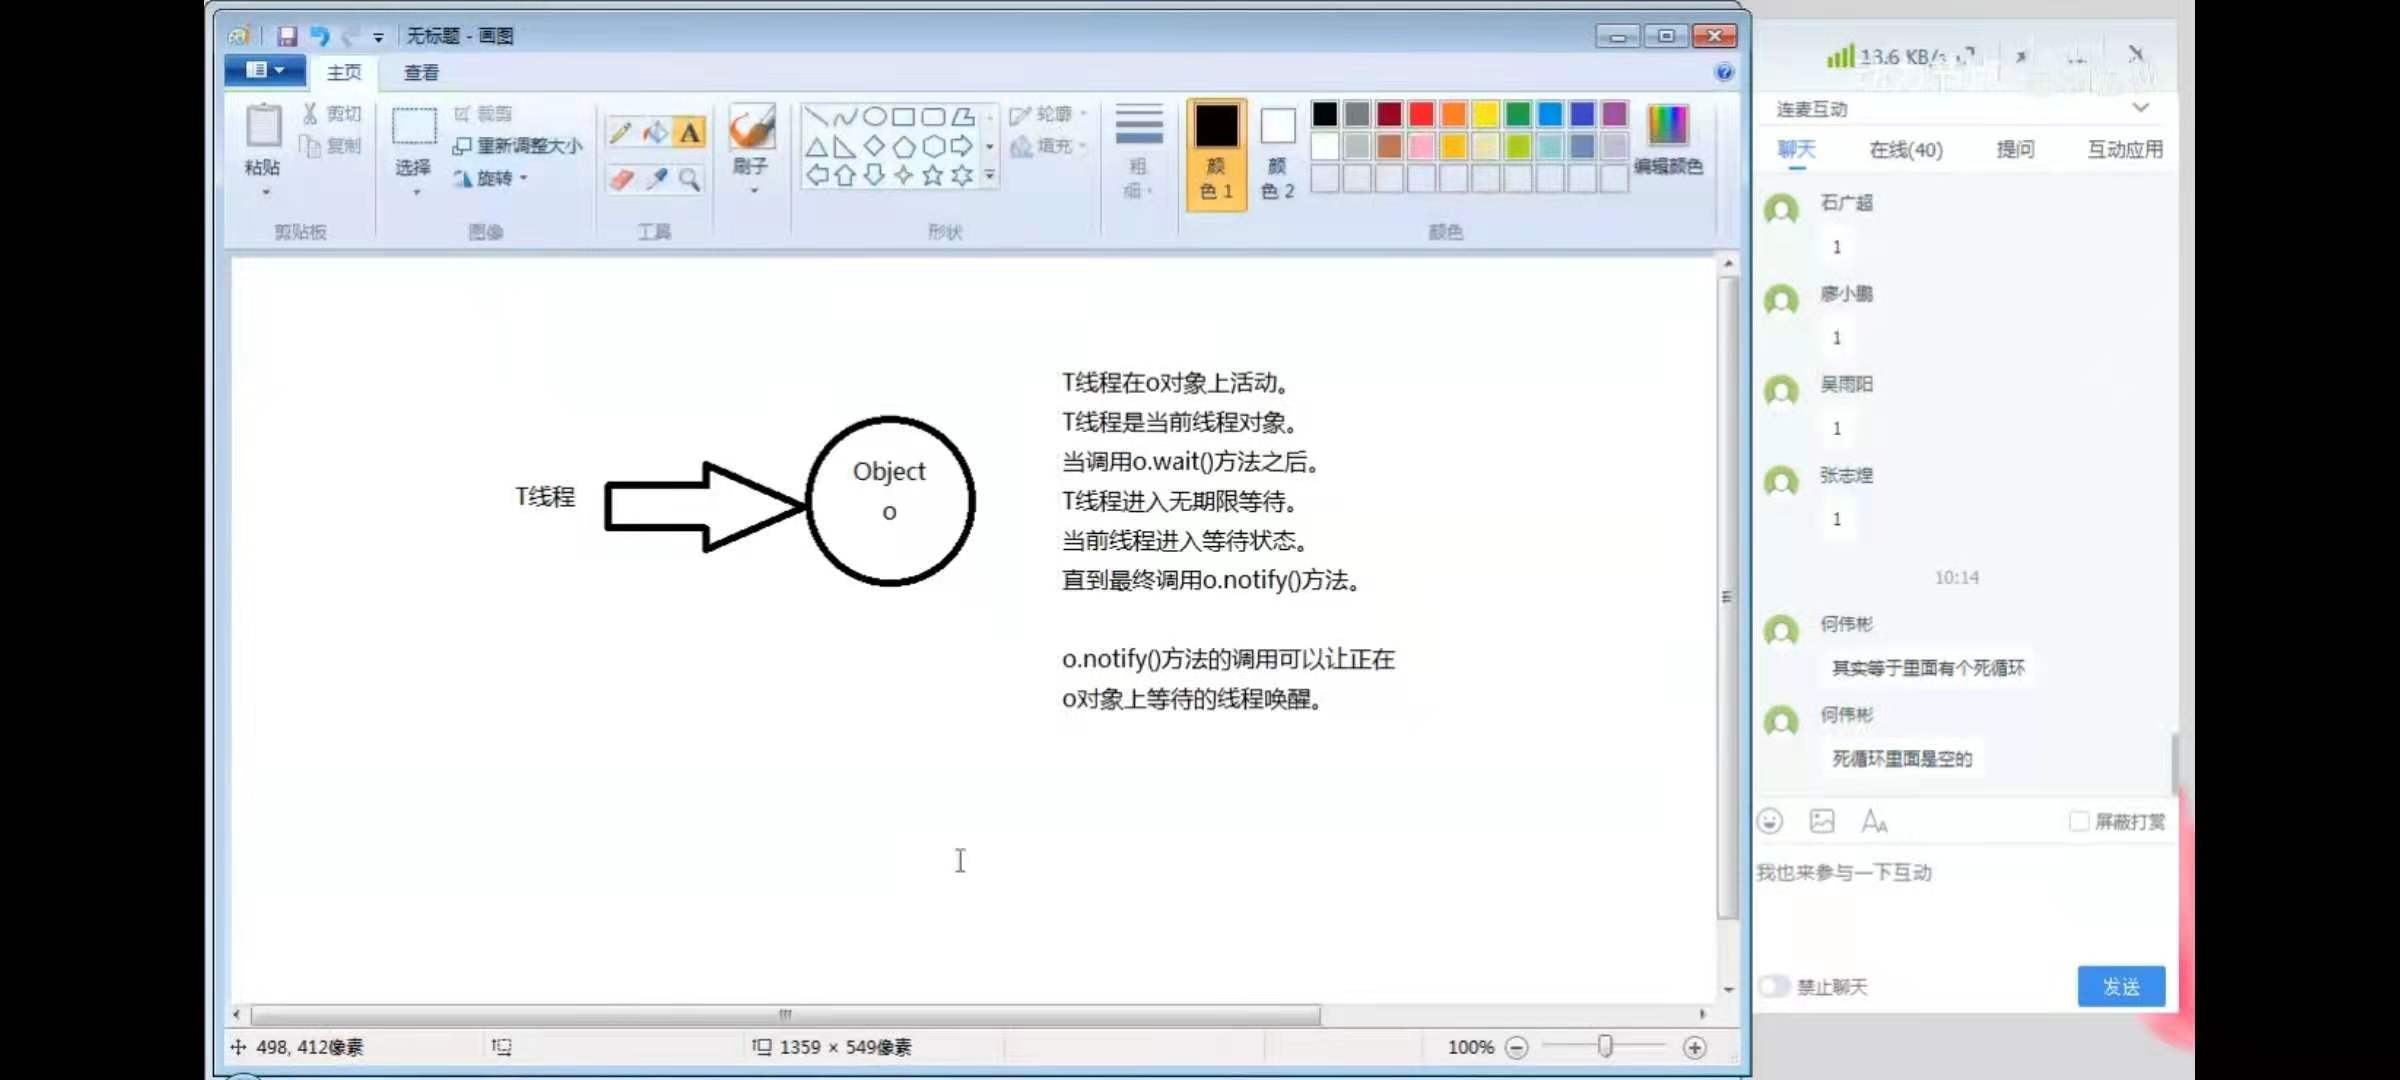 无标题 - 画图
主页
查看
粘贴
剪切
复制
剪贴板
选择
裁剪
重新调整大小
旋转
图像
A
工具
刷子
形状
轮廓
填充
粗
细
颜
色 1
颜
色 2
编辑颜色
颜色
T线程
Object
o
T线程在o对象上活动。
T线程是当前线程对象。
当调用o.wait()方法之后。
T线程进入无期限等待。
当前线程进入等待状态。
直到最终调用o.notify()方法。
o.notify()方法的调用可以让正在
o对象上等待的线程唤醒。
498, 412像素
1359 × 549像素
100%
13.6 KB/s
连麦互动
聊天
在线(40)
提问
互动应用
石广超
1
廖小鹏
1
吴雨阳
1
张志煌
1
10:14
何伟彬
其实等于里面有个死循环
何伟彬
死循环里面是空的
屏蔽打赏
我也来参与一下互动
禁止聊天
发送